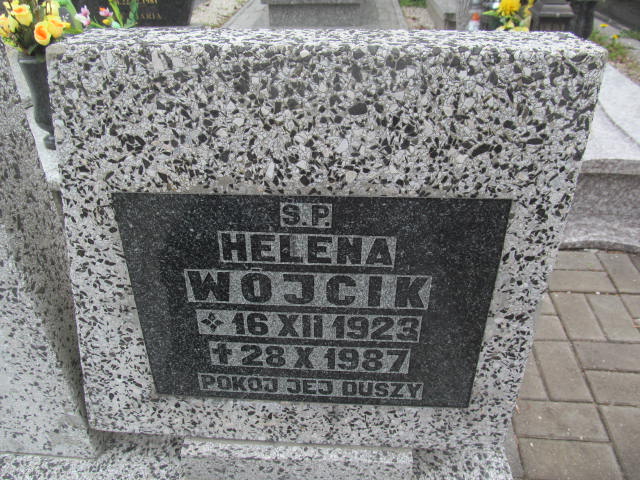 Ś.P.
HELENA
WÓJCIK
16 XII 1923
✝ 28 X 1987
POKÓJ JEJ DUSZY